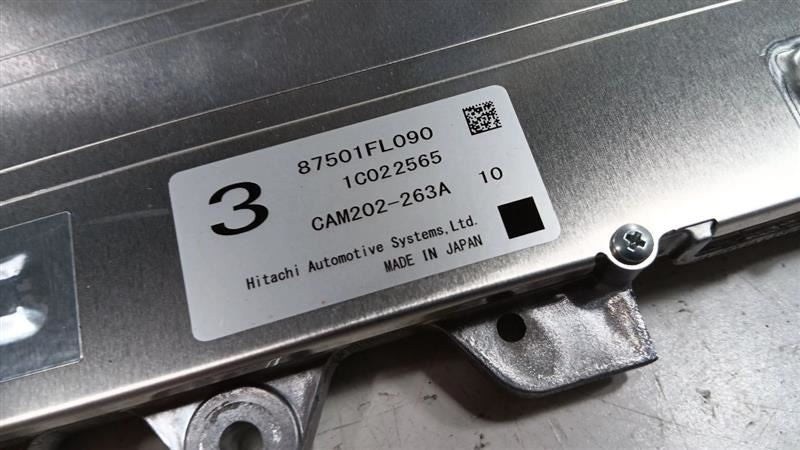 3
87501FL090
1C022565
CAM202-263A 10
Hitachi Automotive Systems,Ltd.
MADE IN JAPAN